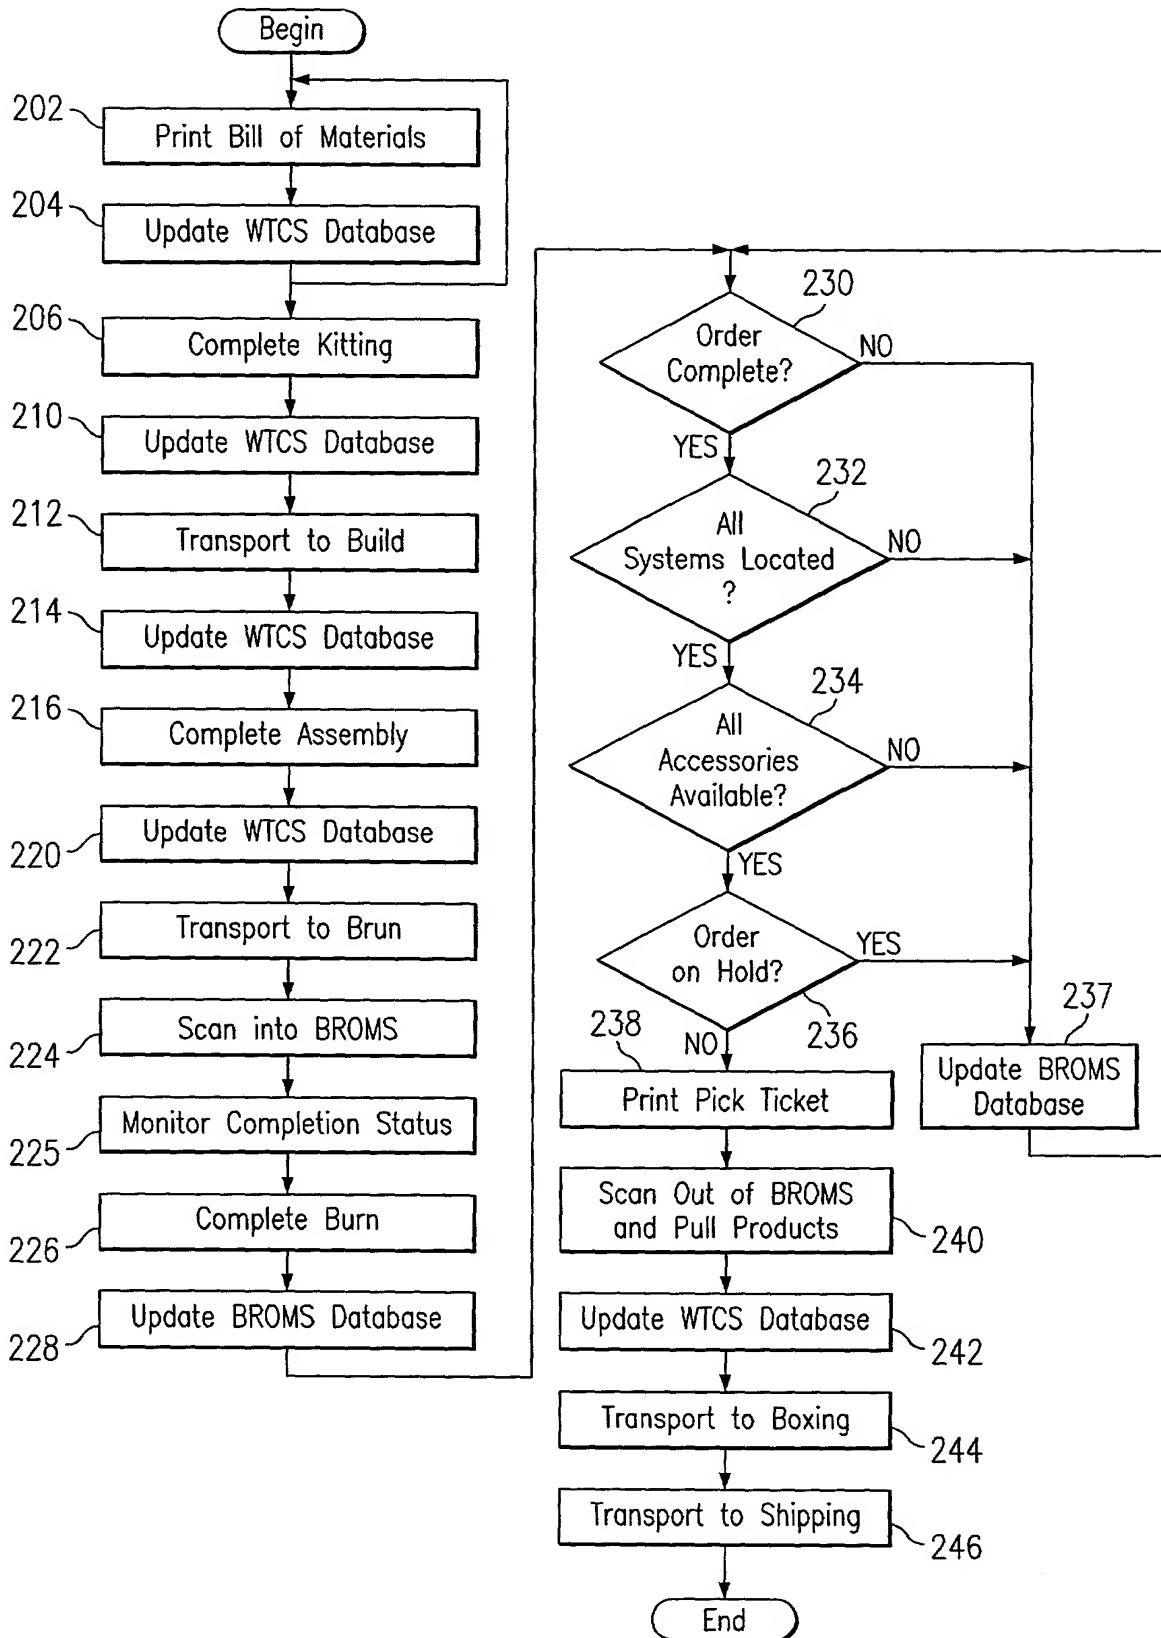 Begin
202
Print Bill of Materials
204
Update WTCS Database
206
Complete Kitting
210
Update WTCS Database
212
Transport to Build
214
Update WTCS Database
216
Complete Assembly
220
Update WTCS Database
222
Transport to Brun
224
Scan into BROMS
225
Monitor Completion Status
226
Complete Burn
228
Update BROMS Database
230
Order
Complete?
NO
YES
232
All
Systems Located
?
NO
YES
234
All
Accessories
Available?
NO
YES
Order
on Hold?
YES
236
NO
237
Update BROMS
Database
238
Print Pick Ticket
Scan Out of BROMS
and Pull Products
240
Update WTCS Database
242
Transport to Boxing
244
Transport to Shipping
246
End